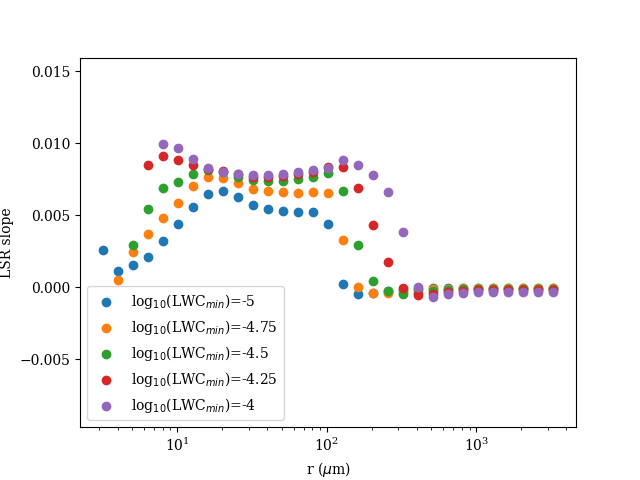 0.015
0.010
0.005
0.000
−0.005
LSR slope
log₁₀(LWCₘᵢₙ)=-5
log₁₀(LWCₘᵢₙ)=-4.75
log₁₀(LWCₘᵢₙ)=-4.5
log₁₀(LWCₘᵢₙ)=-4.25
log₁₀(LWCₘᵢₙ)=-4
10¹ 10² 10³
r (μm)